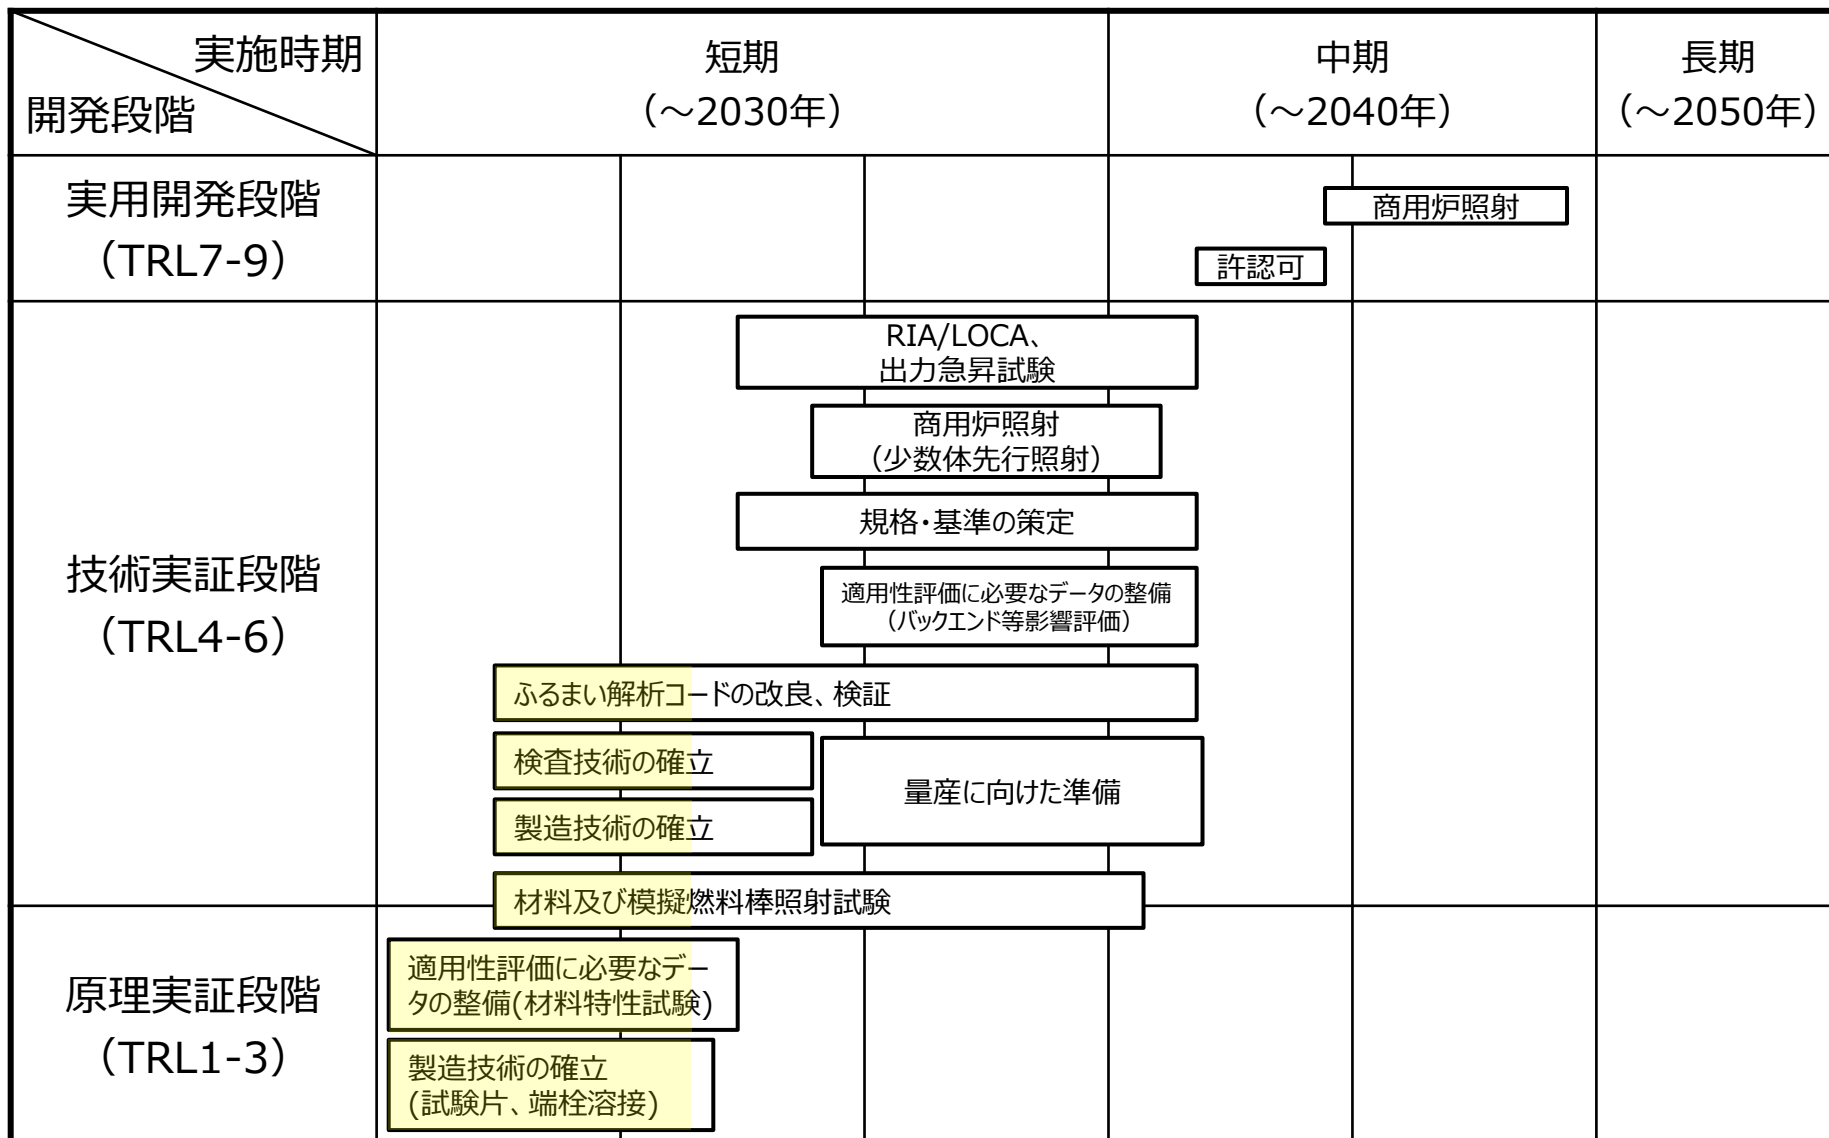 実施時期
開発段階
短期
(～2030年)
中期
(～2040年)
長期
(～2050年)
実用開発段階
(TRL7-9)
商用炉照射
許認可
技術実証段階
(TRL4-6)
RIA/LOCA、
出力急昇試験
商用炉照射
(少数体先行照射)
規格・基準の策定
適用性評価に必要なデータの整備
(バックエンド等影響評価)
ふるまい解析コードの改良、検証
検査技術の確立
製造技術の確立
量産に向けた準備
材料及び模擬燃料棒照射試験
原理実証段階
(TRL1-3)
適用性評価に必要なデー
タの整備(材料特性試験)
製造技術の確立
(試験片、端栓溶接)